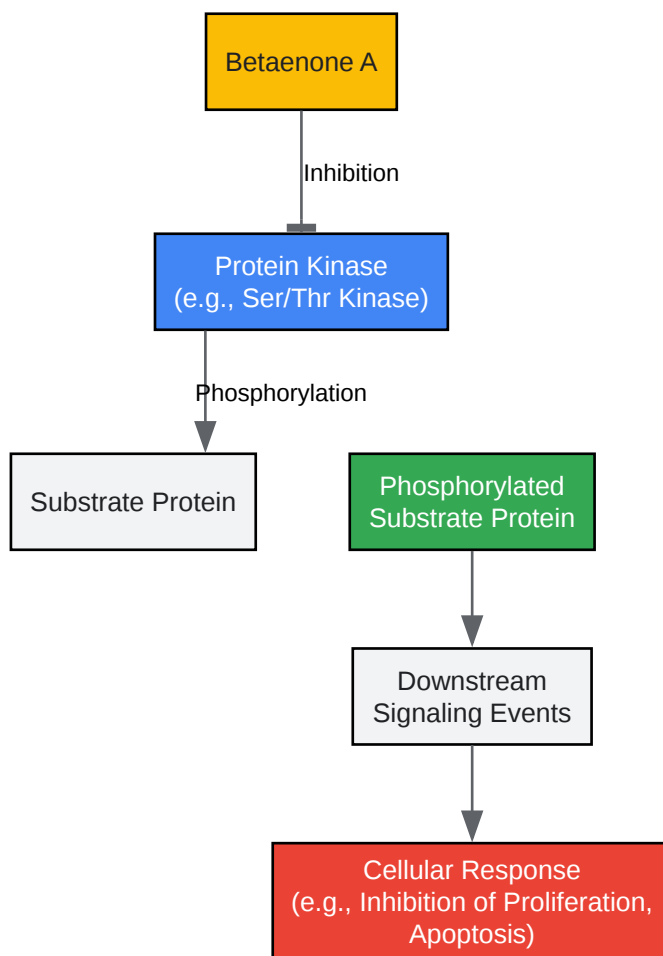 Betaenone A
Inhibition
Protein Kinase
(e.g., Ser/Thr Kinase)
Phosphorylation
Substrate Protein
Phosphorylated
Substrate Protein
Downstream
Signaling Events
Cellular Response
(e.g., Inhibition of Proliferation,
Apoptosis)